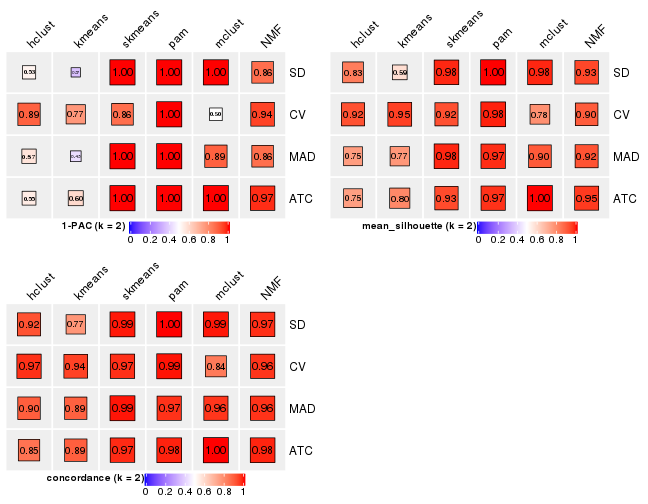 hclust kmeans skmeans pam mclust NMF
0.53 1.00 1.00 1.00 0.86 SD
0.89 0.77 0.86 1.00 0.50 0.94 CV
0.57 0.43 1.00 1.00 0.89 0.86 MAD
0.55 0.60 1.00 1.00 1.00 0.97 ATC
1-PAC (k = 2)
0 0.2 0.4 0.6 0.8 1
hclust kmeans skmeans pam mclust NMF
0.83 0.59 0.98 1.00 0.98 0.93 SD
0.92 0.95 0.92 0.98 0.78 0.90 CV
0.75 0.77 0.98 0.97 0.90 0.92 MAD
0.75 0.80 0.93 0.97 1.00 0.95 ATC
mean_silhouette (k = 2)
0 0.2 0.4 0.6 0.8 1
hclust kmeans skmeans pam mclust NMF
0.92 0.77 0.99 1.00 0.99 0.97 SD
0.97 0.94 0.97 0.99 0.84 0.96 CV
0.90 0.89 0.99 0.97 0.96 0.96 MAD
0.85 0.89 0.97 0.98 1.00 0.98 ATC
concordance (k = 2)
0 0.2 0.4 0.6 0.8 1